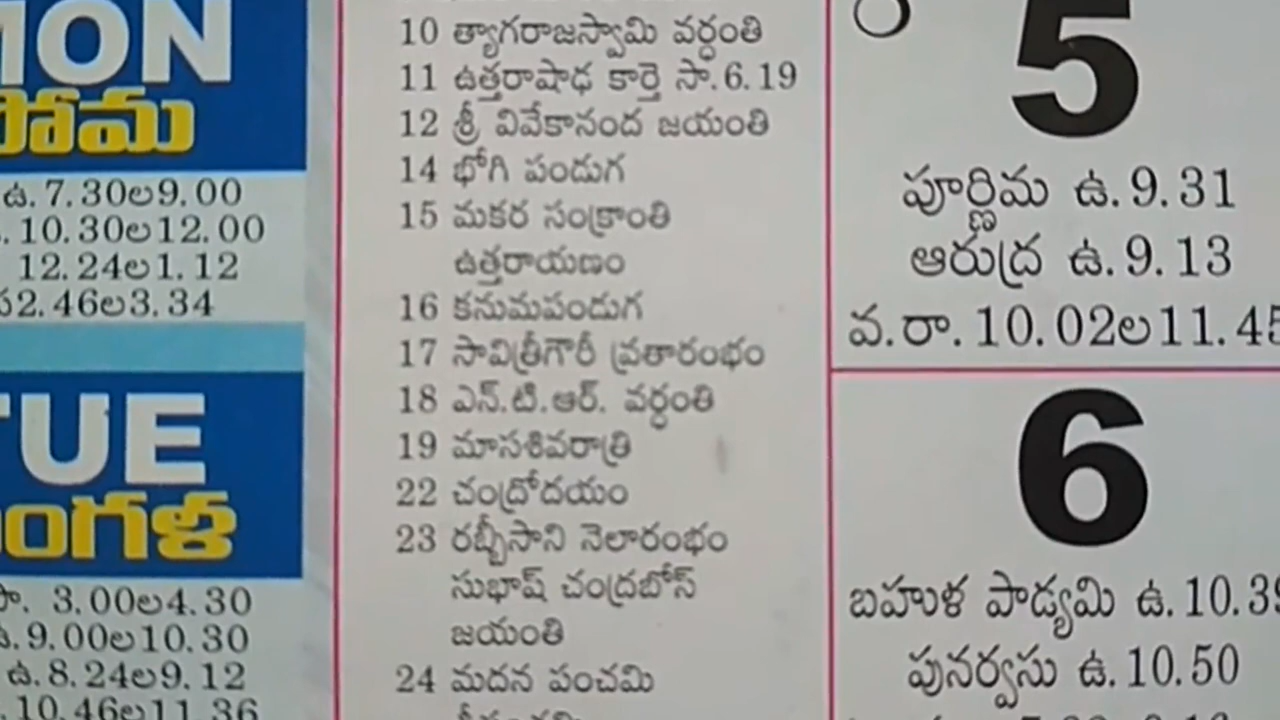 MON
సోమ
ఉ. 7.30ల9.00
10.30ల12.00
12.24ల1.12
2.46ల3.34
TUE
మంగళ
3.00ల4.30
ఉ.9.00ల10.30
ఉ.8.24ల9.12
10.46ల11.36
10 త్యాగరాజస్వామి వర్ధంతి
11 ఉత్తరాషాఢ కార్తె సా.6.19
12 శ్రీ వివేకానంద జయంతి
14 భోగి పండుగ
15 మకర సంక్రాంతి
ఉత్తరాయణం
16 కనుమపండుగ
17 సావిత్రీగౌరీ వ్రతారంభం
18 ఎన్.టి.ఆర్. వర్ధంతి
19 మాసశివరాత్రి
22 చంద్రోదయం
23 రబ్బీసాని నెలారంభం
సుభాష్ చంద్రబోస్
జయంతి
24 మదన పంచమి
5
పూర్ణిమ ఉ.9.31
ఆరుద్ర ఉ.9.13
వ.రా.10.02ల11.45
6
బహుళ పాడ్యమి ఉ.10.39
పునర్వసు ఉ.10.50